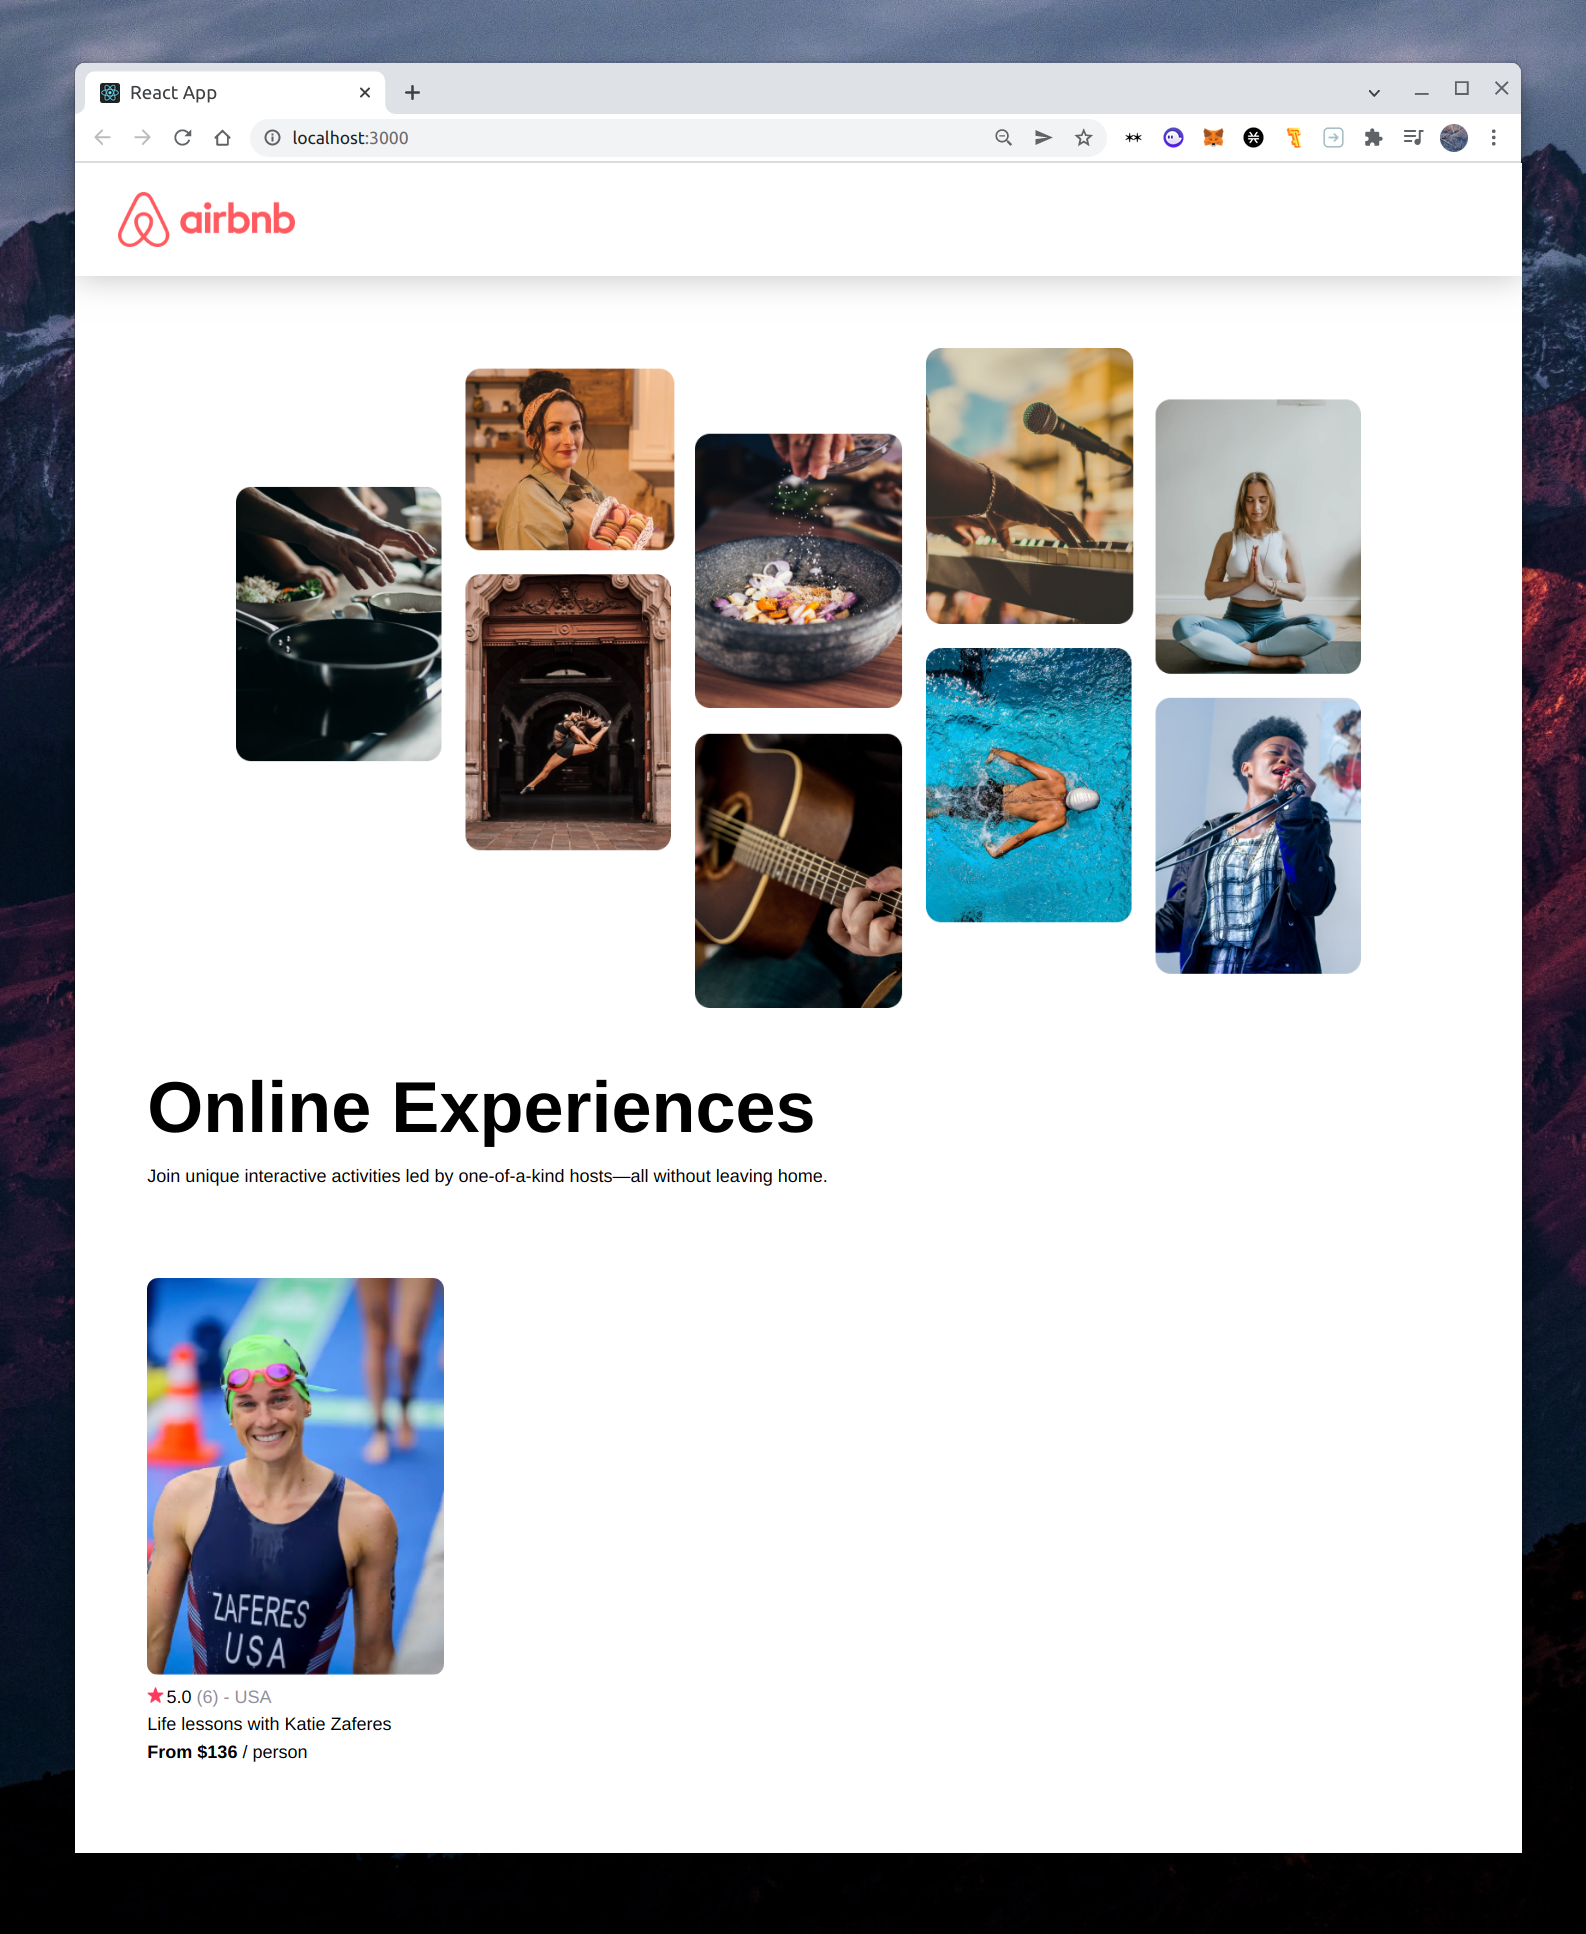 React App
localhost:3000
airbnb
Online Experiences
Join unique interactive activities led by one-of-a-kind hosts—all without leaving home.
ZAFERES
USA
5.0 (6) - USA
Life lessons with Katie Zaferes
From $136 / person